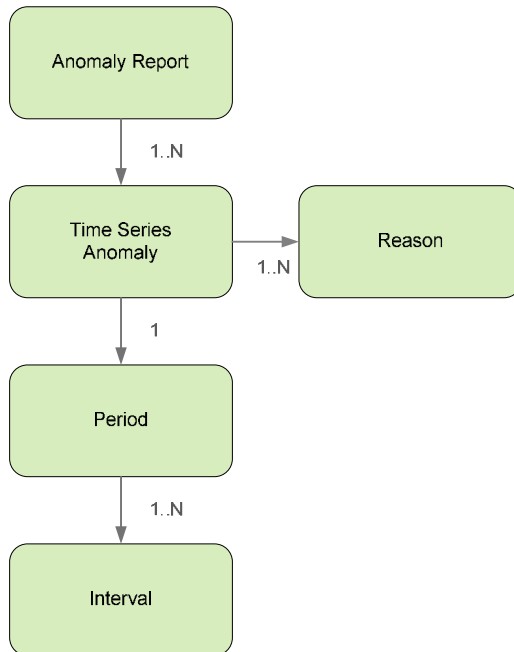 Anomaly Report
1..N
Time Series
Anomaly
Reason
1..N
1
Period
1..N
Interval